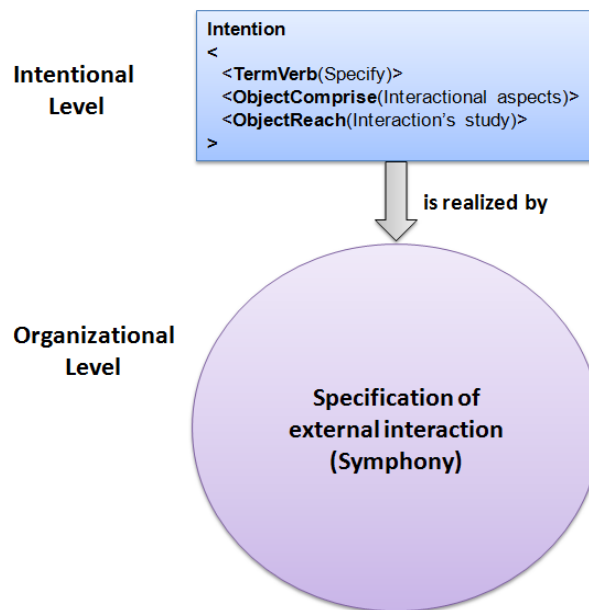 Intention
<
<TermVerb(Specify)>
<ObjectComprise(Interactional aspects)>
<ObjectReach(Interaction's study)>
>
Intentional
Level
is realized by
Organizational
Level
Specification of
external interaction
(Symphony)